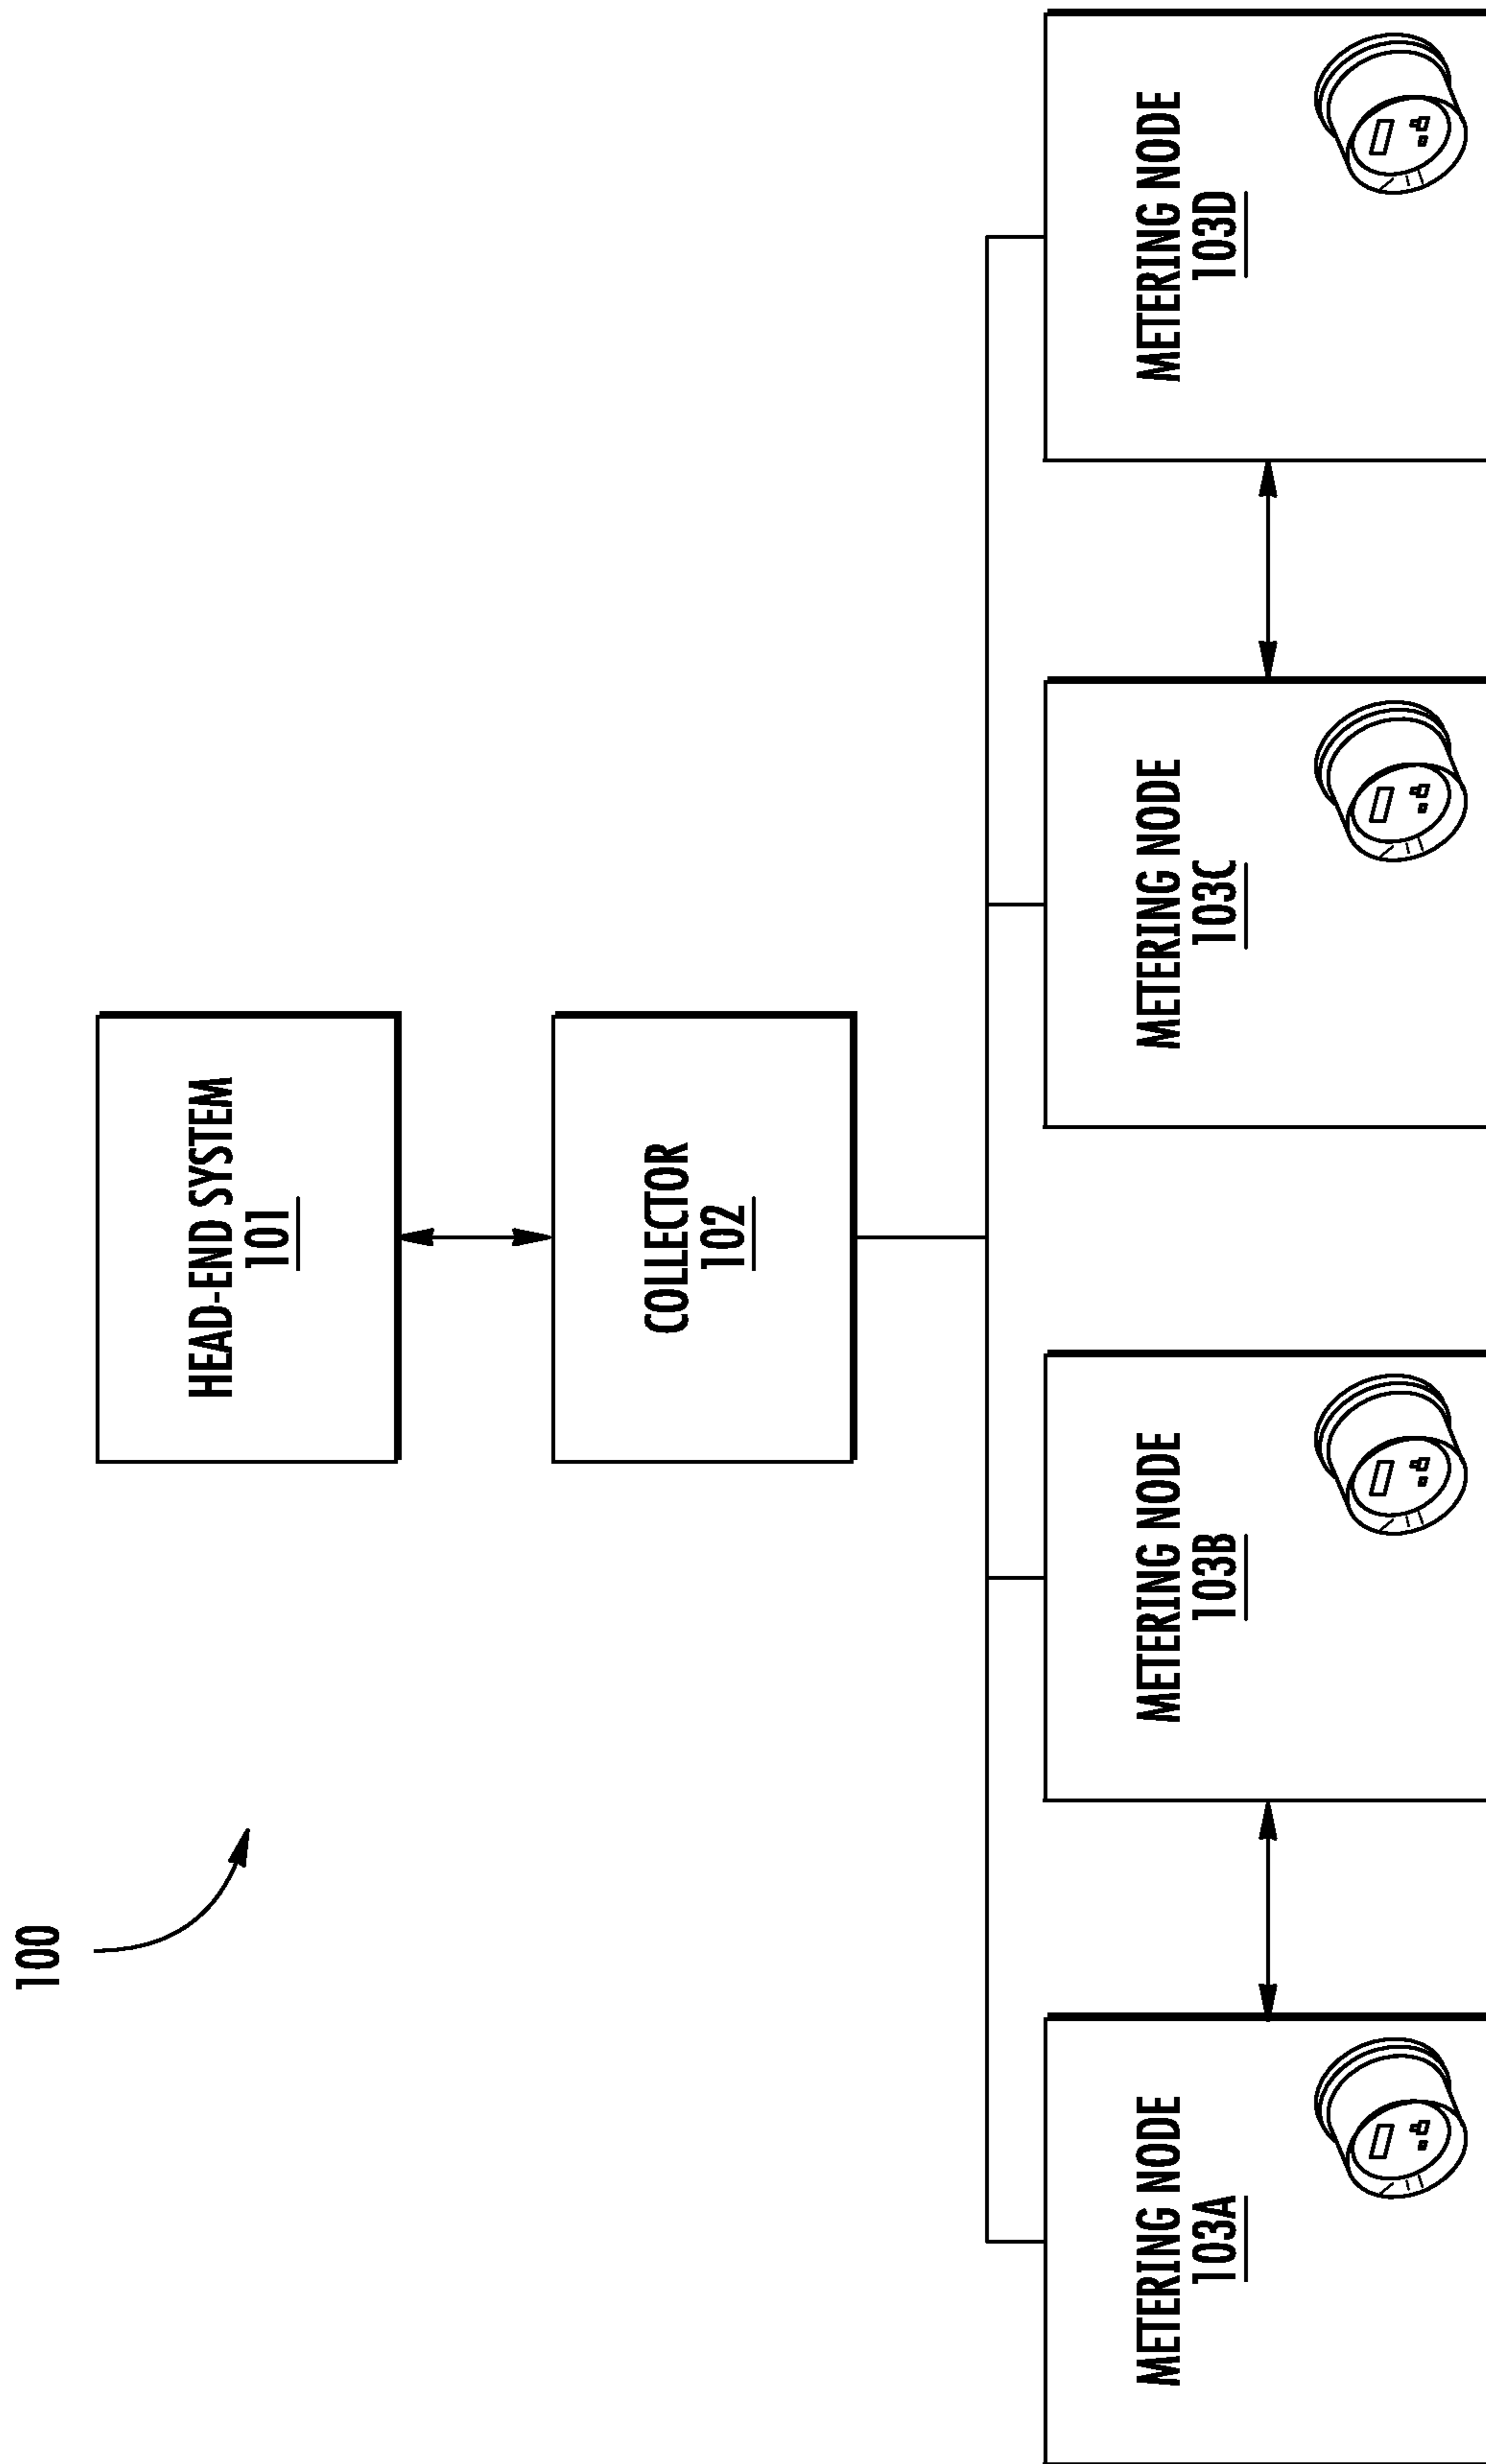 100
HEAD-END SYSTEM
101
COLLECTOR
102
METERING NODE
103A
METERING NODE
103B
METERING NODE
103C
METERING NODE
103D